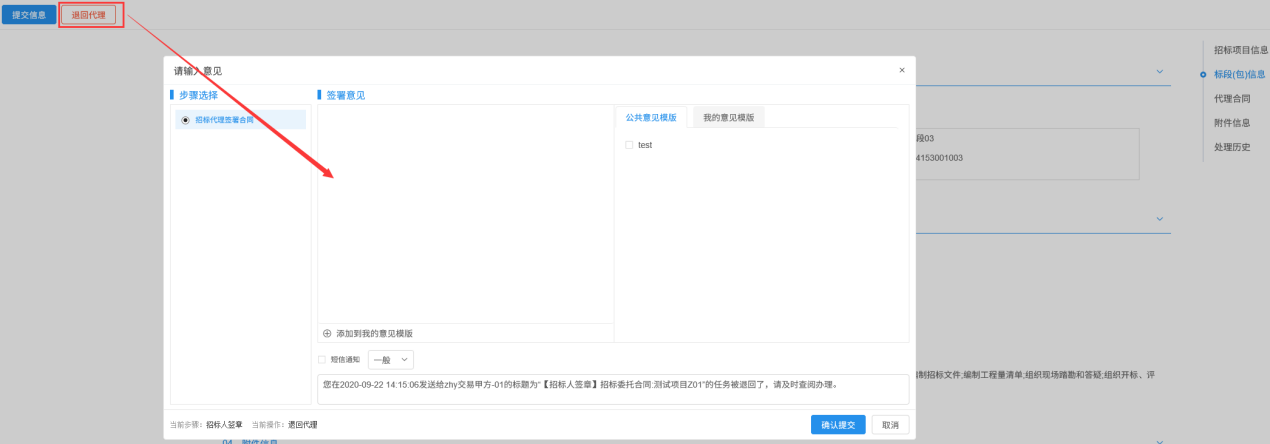 提交信息
退回代理
请输入意见
×
步骤选择
招标代理签署合同
签署意见
公共意见模版
我的意见模版
test
添加到我的意见模版
短信通知
一般
您在2020-09-22 14:15:06发送给zhy交易甲方-01的标题为“【招标人签章】招标委托合同:测试项目Z01”的任务被退回了，请及时查阅办理。
当前步骤：招标人签章 当前操作：退回代理
确认提交
取消
招标项目信息
标段(包)信息
代理合同
附件信息
处理历史
段03
4153001003
制招标文件;编制工程量清单;组织现场踏勘和答疑;组织开标、评
04 附件信息